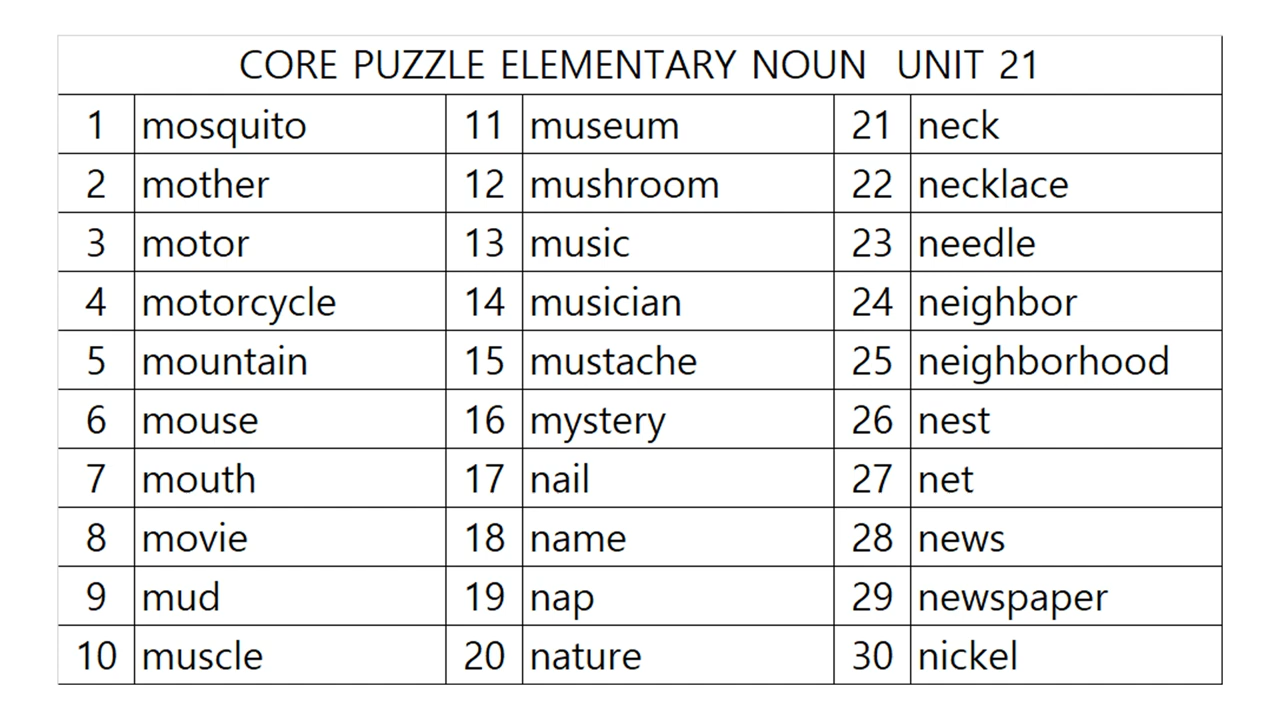 CORE PUZZLE ELEMENTARY NOUN UNIT 21
1 mosquito 11 museum 21 neck
2 mother 12 mushroom 22 necklace
3 motor 13 music 23 needle
4 motorcycle 14 musician 24 neighbor
5 mountain 15 mustache 25 neighborhood
6 mouse 16 mystery 26 nest
7 mouth 17 nail 27 net
8 movie 18 name 28 news
9 mud 19 nap 29 newspaper
10 muscle 20 nature 30 nickel